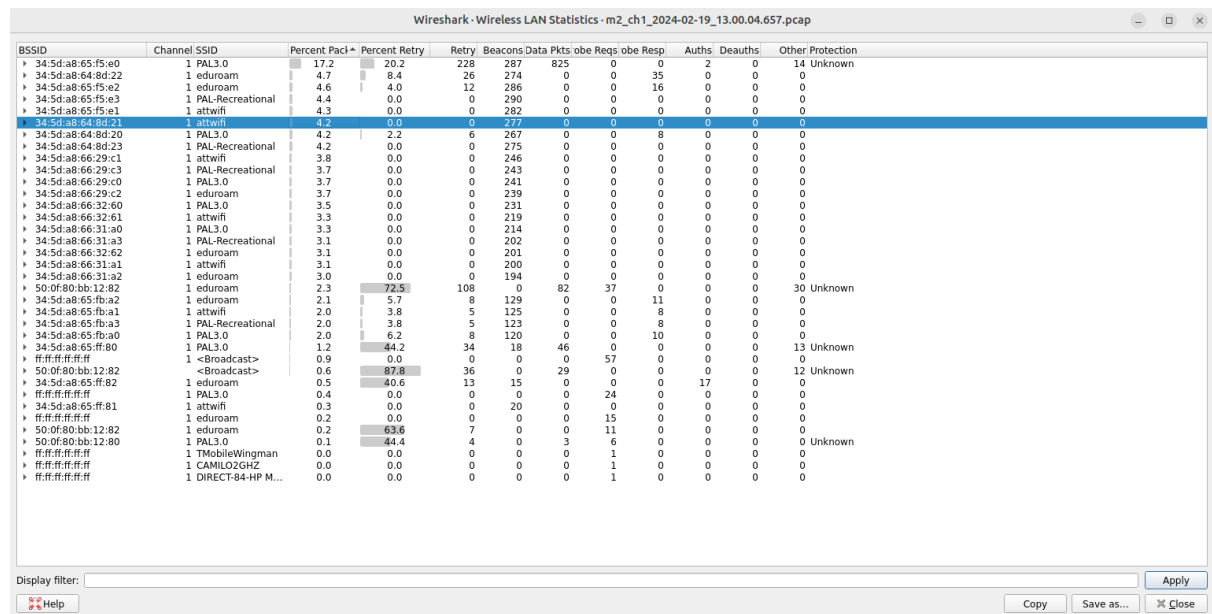 Wireshark · Wireless LAN Statistics · m2_ch1_2024-02-19_13.00.04.657.pcap
BSSID Channel SSID Percent Pack Percent Retry Retry Beacons Data Pkts obe Reqs obe Resp Auths Deauths Other Protection
34:5d:a8:65:f5:e0 1 PAL3.0 17.2 20.2 228 287 825 0 0 2 0 14 Unknown
34:5d:a8:64:8d:22 1 eduroam 4.7 8.4 26 274 0 0 35 0 0 0
34:5d:a8:65:f5:e2 1 eduroam 4.6 4.0 12 286 0 0 16 0 0 0
34:5d:a8:65:f5:e3 1 PAL-Recreational 4.4 0.0 0 290 0 0 0 0 0 0
34:5d:a8:65:f5:e1 1 attwifi 4.3 0.0 0 282 0 0 0 0 0 0
34:5d:a8:64:8d:21 1 attwifi 4.2 0.0 0 277 0 0 0 0 0 0
34:5d:a8:64:8d:20 1 PAL3.0 4.2 2.2 6 267 0 0 8 0 0 0
34:5d:a8:64:8d:23 1 PAL-Recreational 4.2 0.0 0 275 0 0 0 0 0 0
34:5d:a8:66:29:c1 1 attwifi 3.8 0.0 0 246 0 0 0 0 0 0
34:5d:a8:66:29:c3 1 PAL-Recreational 3.7 0.0 0 243 0 0 0 0 0 0
34:5d:a8:66:29:c0 1 PAL3.0 3.7 0.0 0 241 0 0 0 0 0 0
34:5d:a8:66:29:c2 1 eduroam 3.7 0.0 0 239 0 0 0 0 0 0
34:5d:a8:66:32:60 1 PAL3.0 3.5 0.0 0 231 0 0 0 0 0 0
34:5d:a8:66:32:61 1 attwifi 3.3 0.0 0 219 0 0 0 0 0 0
34:5d:a8:66:31:a0 1 PAL3.0 3.3 0.0 0 214 0 0 0 0 0 0
34:5d:a8:66:31:a3 1 PAL-Recreational 3.1 0.0 0 202 0 0 0 0 0 0
34:5d:a8:66:32:62 1 eduroam 3.1 0.0 0 201 0 0 0 0 0 0
34:5d:a8:66:31:a1 1 attwifi 3.1 0.0 0 200 0 0 0 0 0 0
34:5d:a8:66:31:a2 1 eduroam 3.0 0.0 0 194 0 0 0 0 0 0
50:0f:80:bb:12:82 1 eduroam 2.3 72.5 108 0 82 37 0 0 0 30 Unknown
34:5d:a8:65:fb:a2 1 eduroam 2.1 5.7 8 129 0 0 11 0 0 0
34:5d:a8:65:fb:a1 1 attwifi 2.0 3.8 5 125 0 0 8 0 0 0
34:5d:a8:65:fb:a3 1 PAL-Recreational 2.0 3.8 5 123 0 0 8 0 0 0
34:5d:a8:65:fb:a0 1 PAL3.0 2.0 6.2 8 120 0 0 10 0 0 0
34:5d:a8:65:ff:80 1 PAL3.0 1.2 44.2 34 18 46 0 0 0 0 13 Unknown
ff:ff:ff:ff:ff:ff 1 <Broadcast> 0.9 0.0 0 0 0 57 0 0 0 0
50:0f:80:bb:12:82 <Broadcast> 0.6 87.8 36 0 29 0 0 0 0 12 Unknown
34:5d:a8:65:ff:82 1 eduroam 0.5 40.6 13 15 0 0 0 17 0 0
ff:ff:ff:ff:ff:ff 1 PAL3.0 0.4 0.0 0 0 0 24 0 0 0 0
34:5d:a8:65:ff:81 1 attwifi 0.3 0.0 0 20 0 0 0 0 0 0
ff:ff:ff:ff:ff:ff 1 eduroam 0.2 0.0 0 0 0 15 0 0 0 0
50:0f:80:bb:12:82 1 eduroam 0.2 63.6 7 0 0 11 0 0 0 0
50:0f:80:bb:12:80 1 PAL3.0 0.1 44.4 4 0 3 6 0 0 0 0 Unknown
ff:ff:ff:ff:ff:ff 1 TMobileWingman 0.0 0.0 0 0 0 1 0 0 0 0
ff:ff:ff:ff:ff:ff 1 CAMILO2GHZ 0.0 0.0 0 0 0 1 0 0 0 0
ff:ff:ff:ff:ff:ff 1 DIRECT-84-HP M... 0.0 0.0 0 0 0 1 0 0 0 0
Display filter: Apply
Help Copy Save as... Close